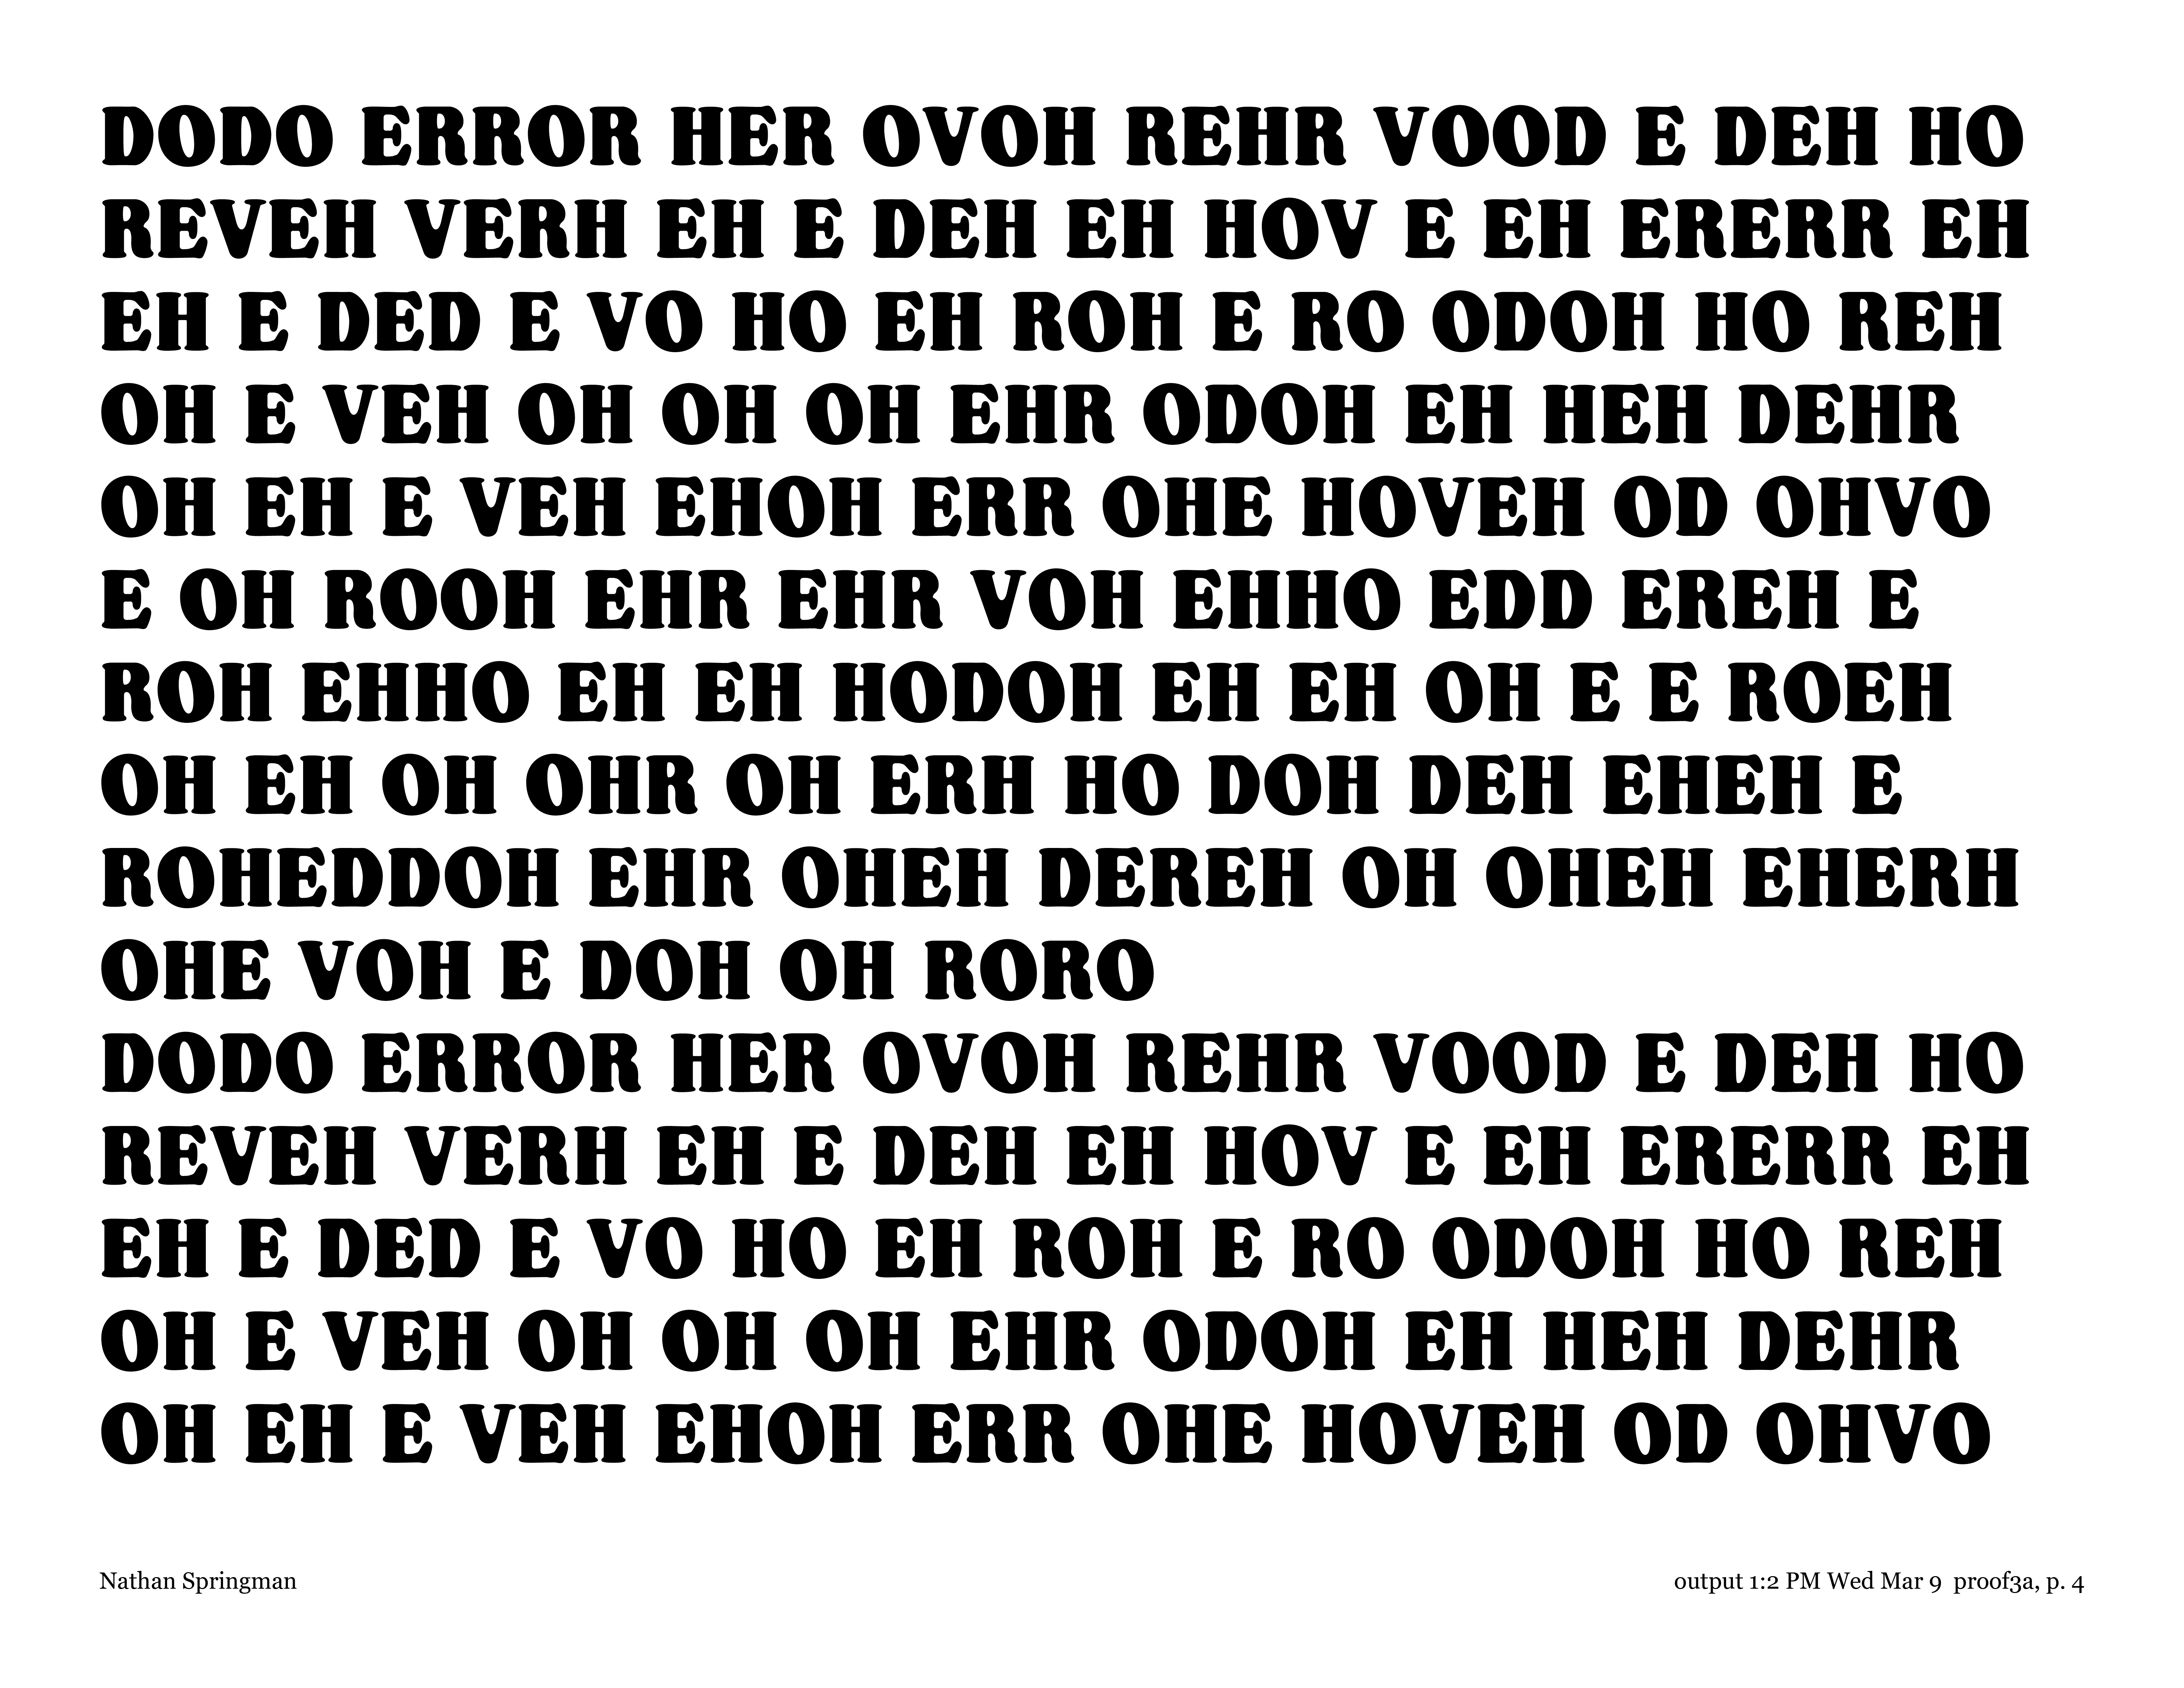 DODO ERROR HER OVOH REHR VOOD E DEH HO
REVEH VERH EH E DEH EH HOV E EH ERERR EH
EH E DED E VO HO EH ROH E RO ODOH HO REH
OH E VEH OH OH OH EHR ODOH EH HEH DEHR
OH EH E VEH EHOH ERR OHE HOVEH OD OHVO
E OH ROOH EHR EHR VOH EHHO EDD EREH E
ROH EHHHO EH EH HODOH EH EH OH E E ROEH
OH EH OH OHR OH ERH HO DOH DEH EHEH E
ROHEDDOH EHR OHEH DEREH OH OHEH EHERH
OHE VOH E DOH OH RORO
DODO ERROR HER OVOH REHR VOOD E DEH HO
REVEH VERH EH E DEH EH HOV E EH ERERR EH
EH E DED E VO HO EH ROH E RO ODOH HO REH
OH E VEH OH OH OH EHR ODOH EH HEH DEHR
OH EH E VEH EHOH ERR OHE HOVEH OD OHVO
Nathan Springman
output 1:2 PM Wed Mar 9 proof3a, p. 4